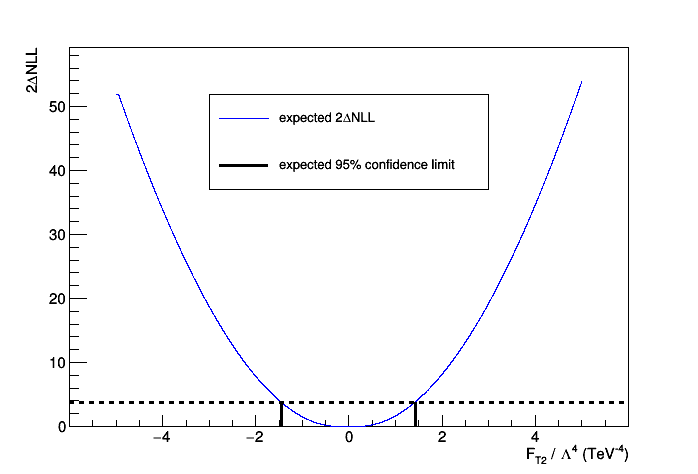 2ΔNLL
50
40
30
20
10
0
expected 2ΔNLL
expected 95% confidence limit
−4 −2 0 2 4
F_T2 / Λ^4 (TeV^-4)